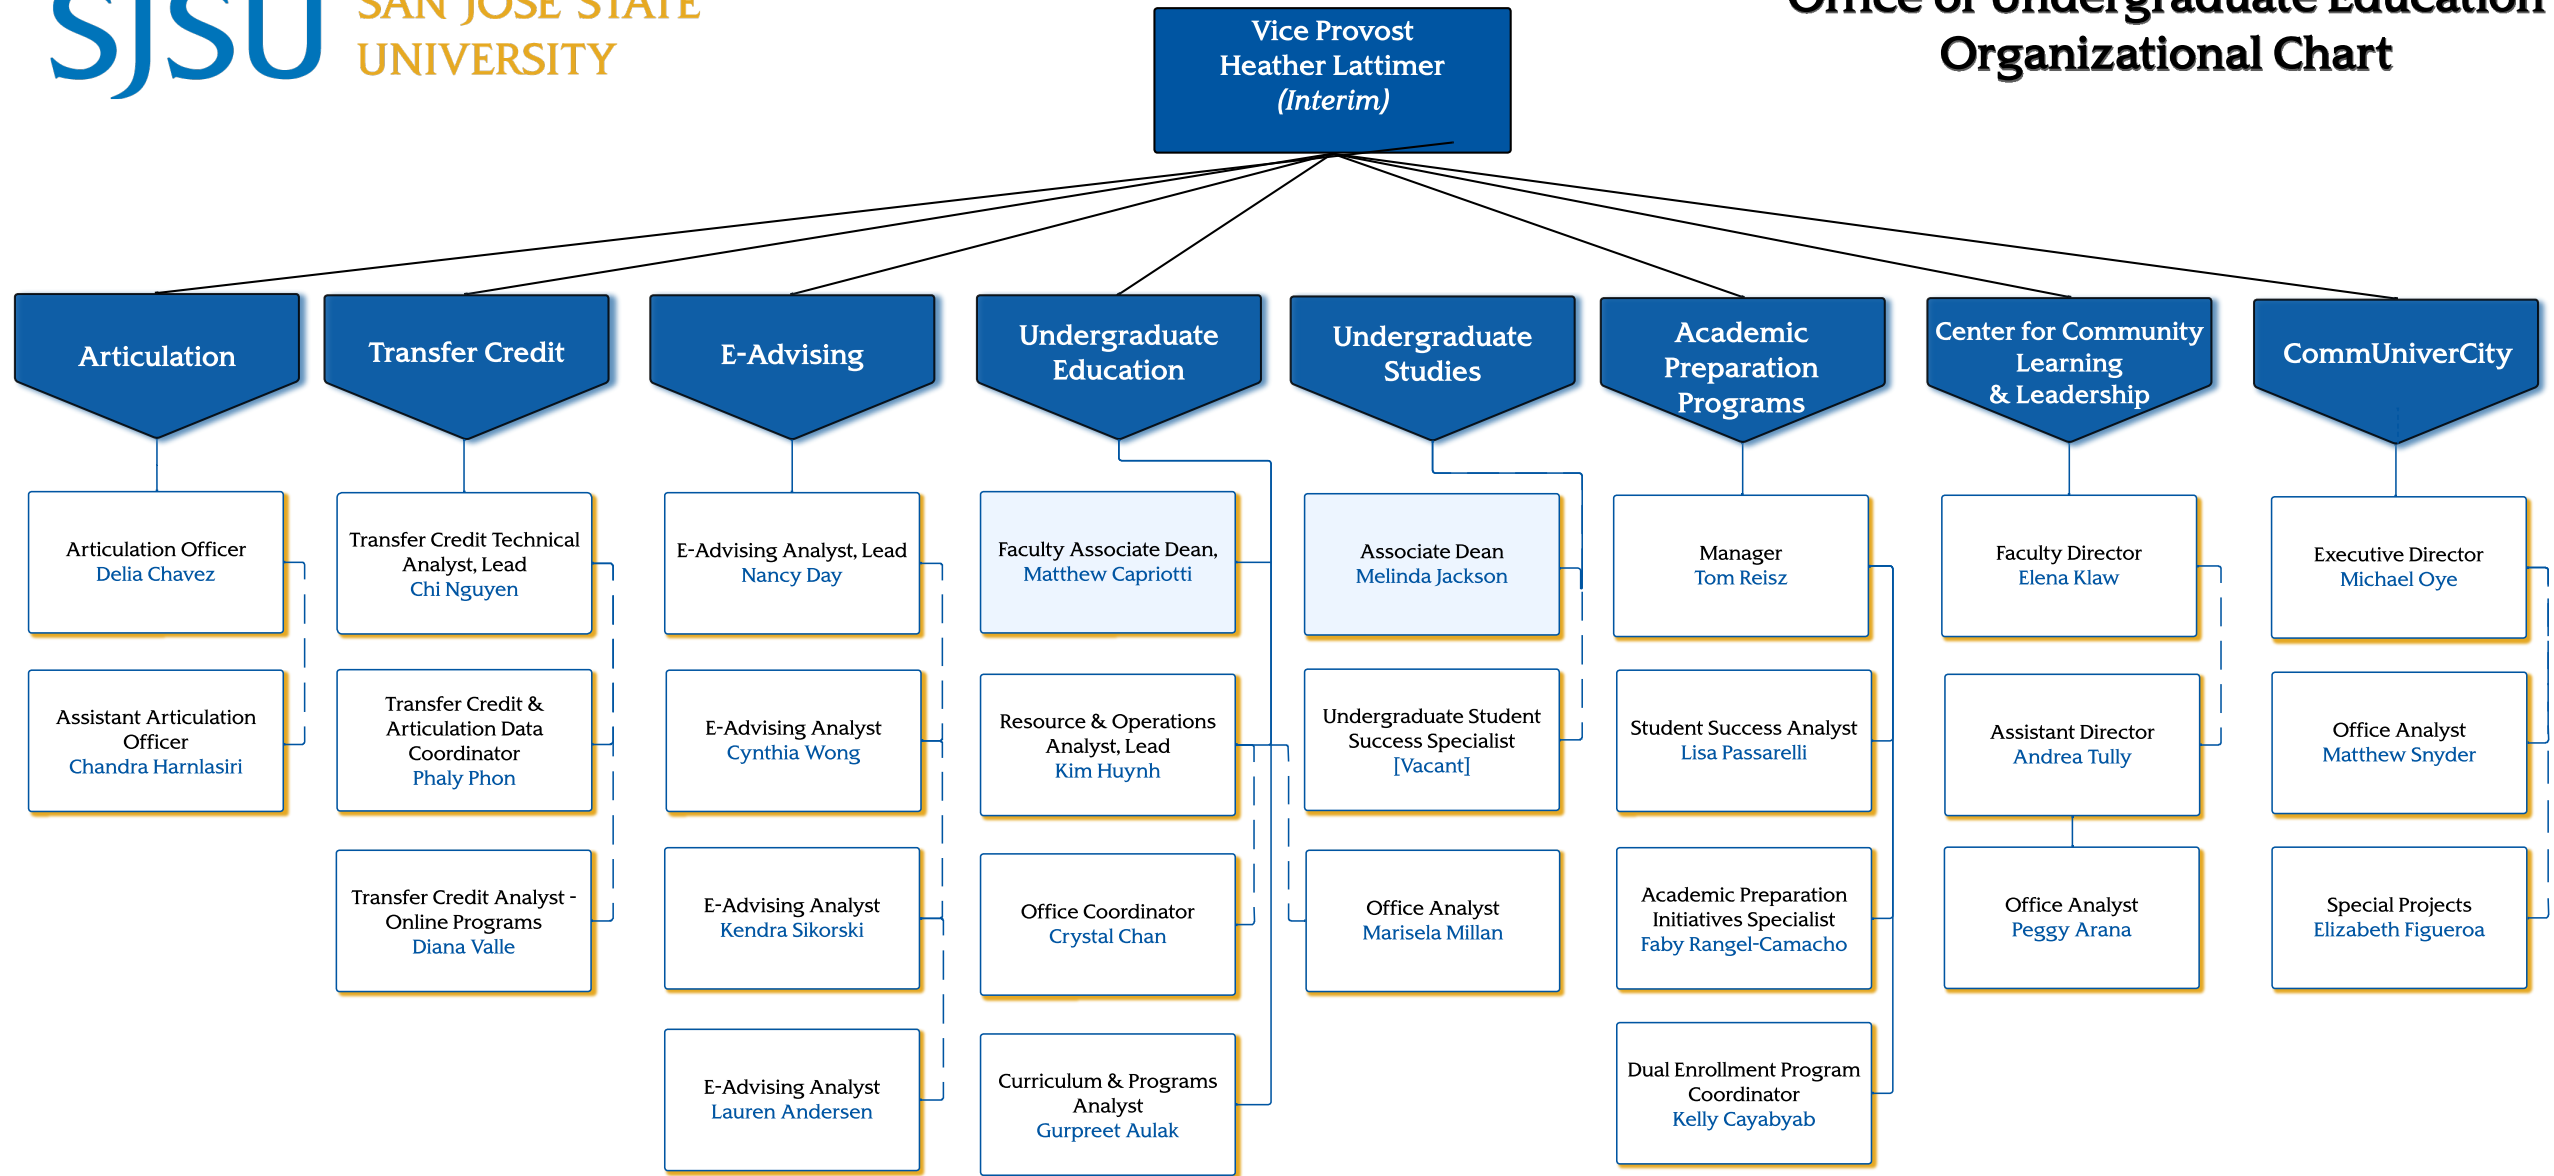 SJSU
SAN JOSÉ STATE
UNIVERSITY
Office of Undergraduate Education
Organizational Chart
Vice Provost
Heather Lattimer
(Interim)
Articulation
Transfer Credit
E-Advising
Undergraduate
Education
Undergraduate
Studies
Academic
Preparation
Programs
Center for Community
Learning
& Leadership
CommUniverCity
Articulation Officer
Delia Chavez
Assistant Articulation
Officer
Chandra Harnlasiri
Transfer Credit Technical
Analyst, Lead
Chi Nguyen
Transfer Credit &
Articulation Data
Coordinator
Phaly Phon
Transfer Credit Analyst -
Online Programs
Diana Valle
E-Advising Analyst, Lead
Nancy Day
E-Advising Analyst
Cynthia Wong
E-Advising Analyst
Kendra Sikorski
E-Advising Analyst
Lauren Andersen
Faculty Associate Dean,
Matthew Capriotti
Resource & Operations
Analyst, Lead
Kim Huynh
Office Coordinator
Crystal Chan
Curriculum & Programs
Analyst
Gurpreet Aulak
Associate Dean
Melinda Jackson
Undergraduate Student
Success Specialist
[Vacant]
Office Analyst
Marisela Millan
Manager
Tom Reisz
Student Success Analyst
Lisa Passarelli
Academic Preparation
Initiatives Specialist
Faby Rangel-Camacho
Dual Enrollment Program
Coordinator
Kelly Cayabyab
Faculty Director
Elena Klaw
Assistant Director
Andrea Tully
Office Analyst
Peggy Arana
Executive Director
Michael Oye
Office Analyst
Matthew Snyder
Special Projects
Elizabeth Figueroa